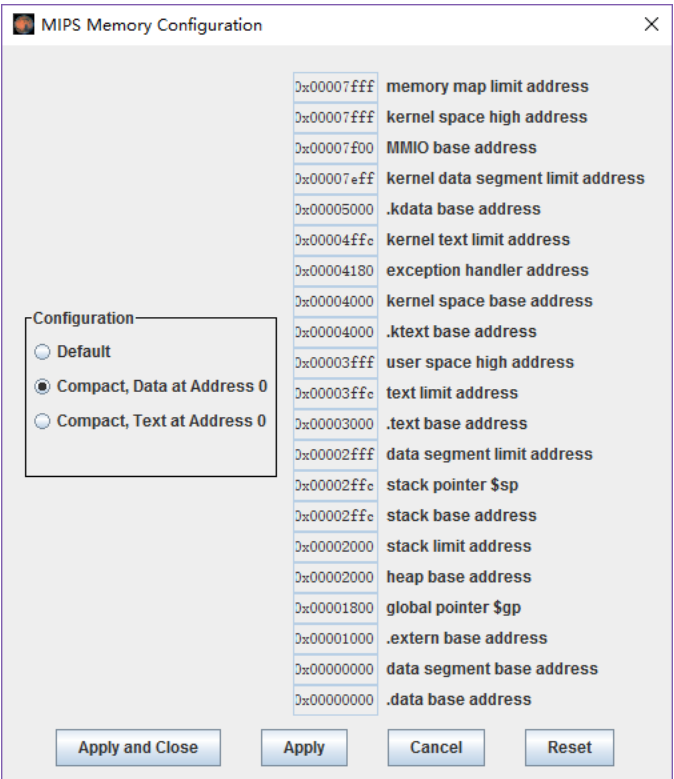 MIPS Memory Configuration
0x00007fff memory map limit address
0x00007fff kernel space high address
0x00007f00 MMIO base address
0x00007eff kernel data segment limit address
0x00005000 .kdata base address
0x00004ffc kernel text limit address
0x00004180 exception handler address
0x00004000 kernel space base address
0x00004000 .ktext base address
0x00003fff user space high address
0x00003ffc text limit address
0x00003000 .text base address
0x00002fff data segment limit address
0x00002ffc stack pointer $sp
0x00002ffc stack base address
0x00002000 stack limit address
0x00002000 heap base address
0x00001800 global pointer $gp
0x00001000 .extern base address
0x00000000 data segment base address
0x00000000 .data base address
Configuration
Default
Compact, Data at Address 0
Compact, Text at Address 0
Apply and Close
Apply
Cancel
Reset